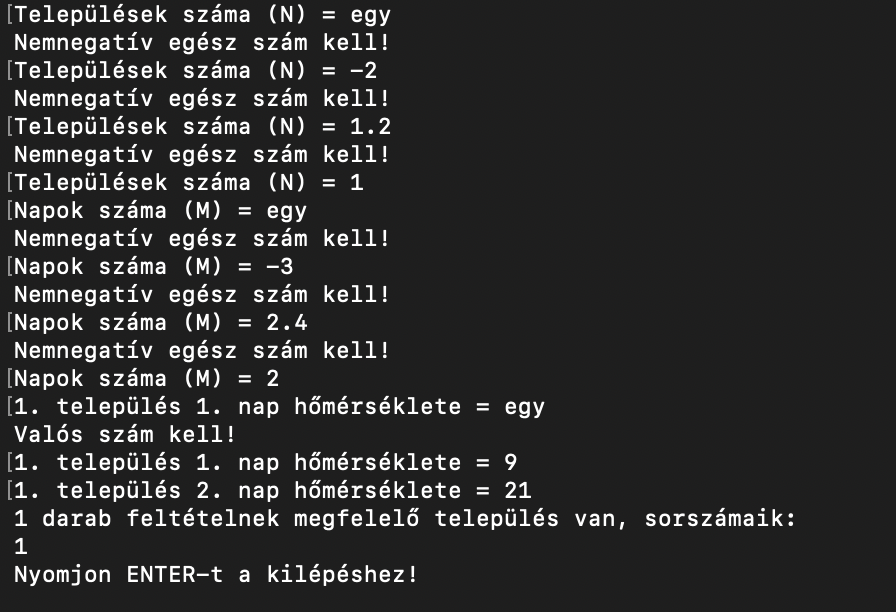 [Települések száma (N) = egy
Nemnegatív egész szám kell!
[Települések száma (N) = -2
Nemnegatív egész szám kell!
[Települések száma (N) = 1.2
Nemnegatív egész szám kell!
[Települések száma (N) = 1
[Napok száma (M) = egy
Nemnegatív egész szám kell!
[Napok száma (M) = -3
Nemnegatív egész szám kell!
[Napok száma (M) = 2.4
Nemnegatív egész szám kell!
[Napok száma (M) = 2
[1. település 1. nap hőmérséklete = egy
Valós szám kell!
[1. település 1. nap hőmérséklete = 9
[1. település 2. nap hőmérséklete = 21
1 darab feltételnek megfelelő település van, sorszámaik:
1
Nyomjon ENTER-t a kilépéshez!